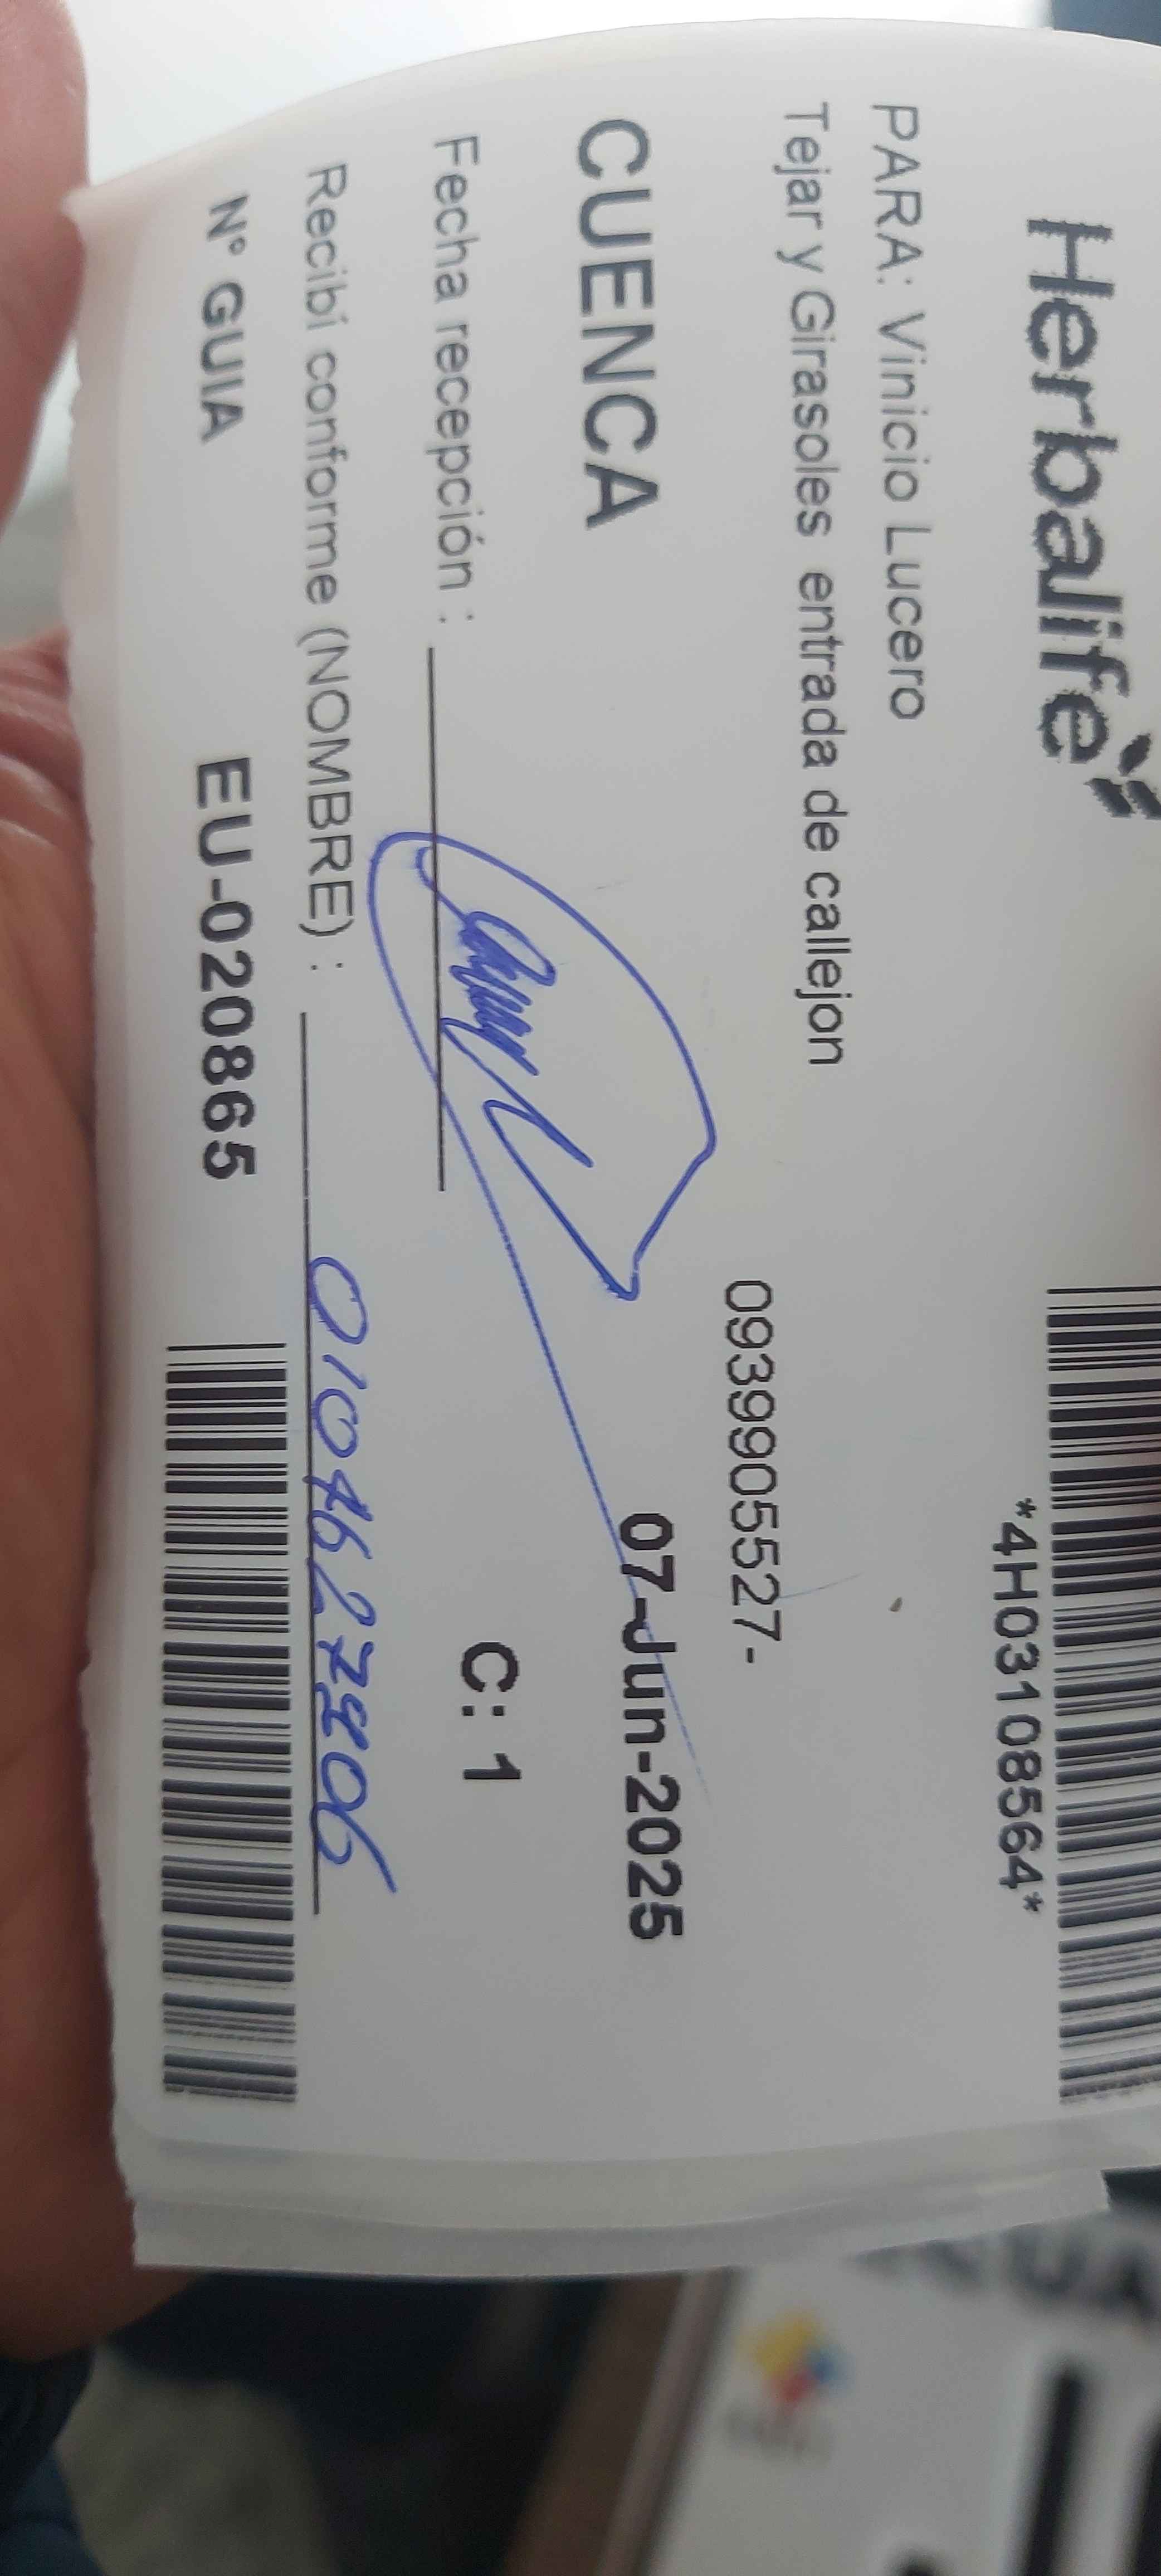 Herbalife
*4H03108564*
PARA: Vinicio Lucero
Tejar y Girasoles entrada de callejon
0939905527-
CUENCA
07-Jun-2025
Fecha recepción :
C: 1
Recibí conforme (NOMBRE) :
Nº GUIA
EU-020865